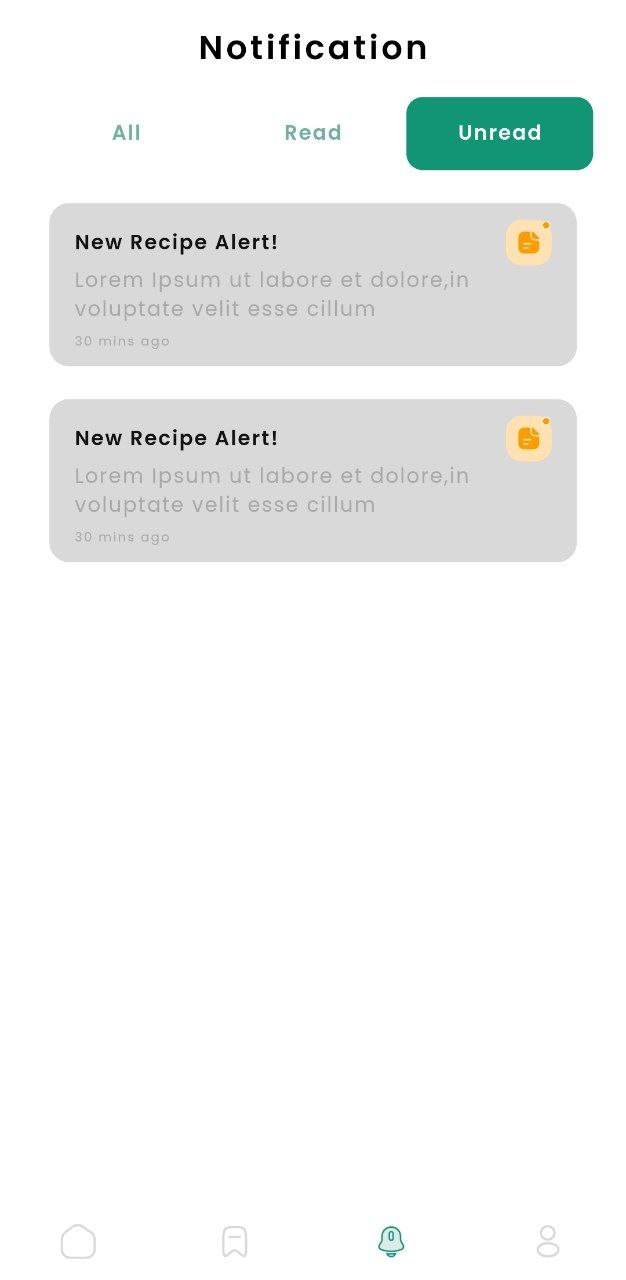 Notification
All
Read
Unread
New Recipe Alert!
Lorem Ipsum ut labore et dolore,in
voluptate velit esse cillum
30 mins ago
New Recipe Alert!
Lorem Ipsum ut labore et dolore,in
voluptate velit esse cillum
30 mins ago